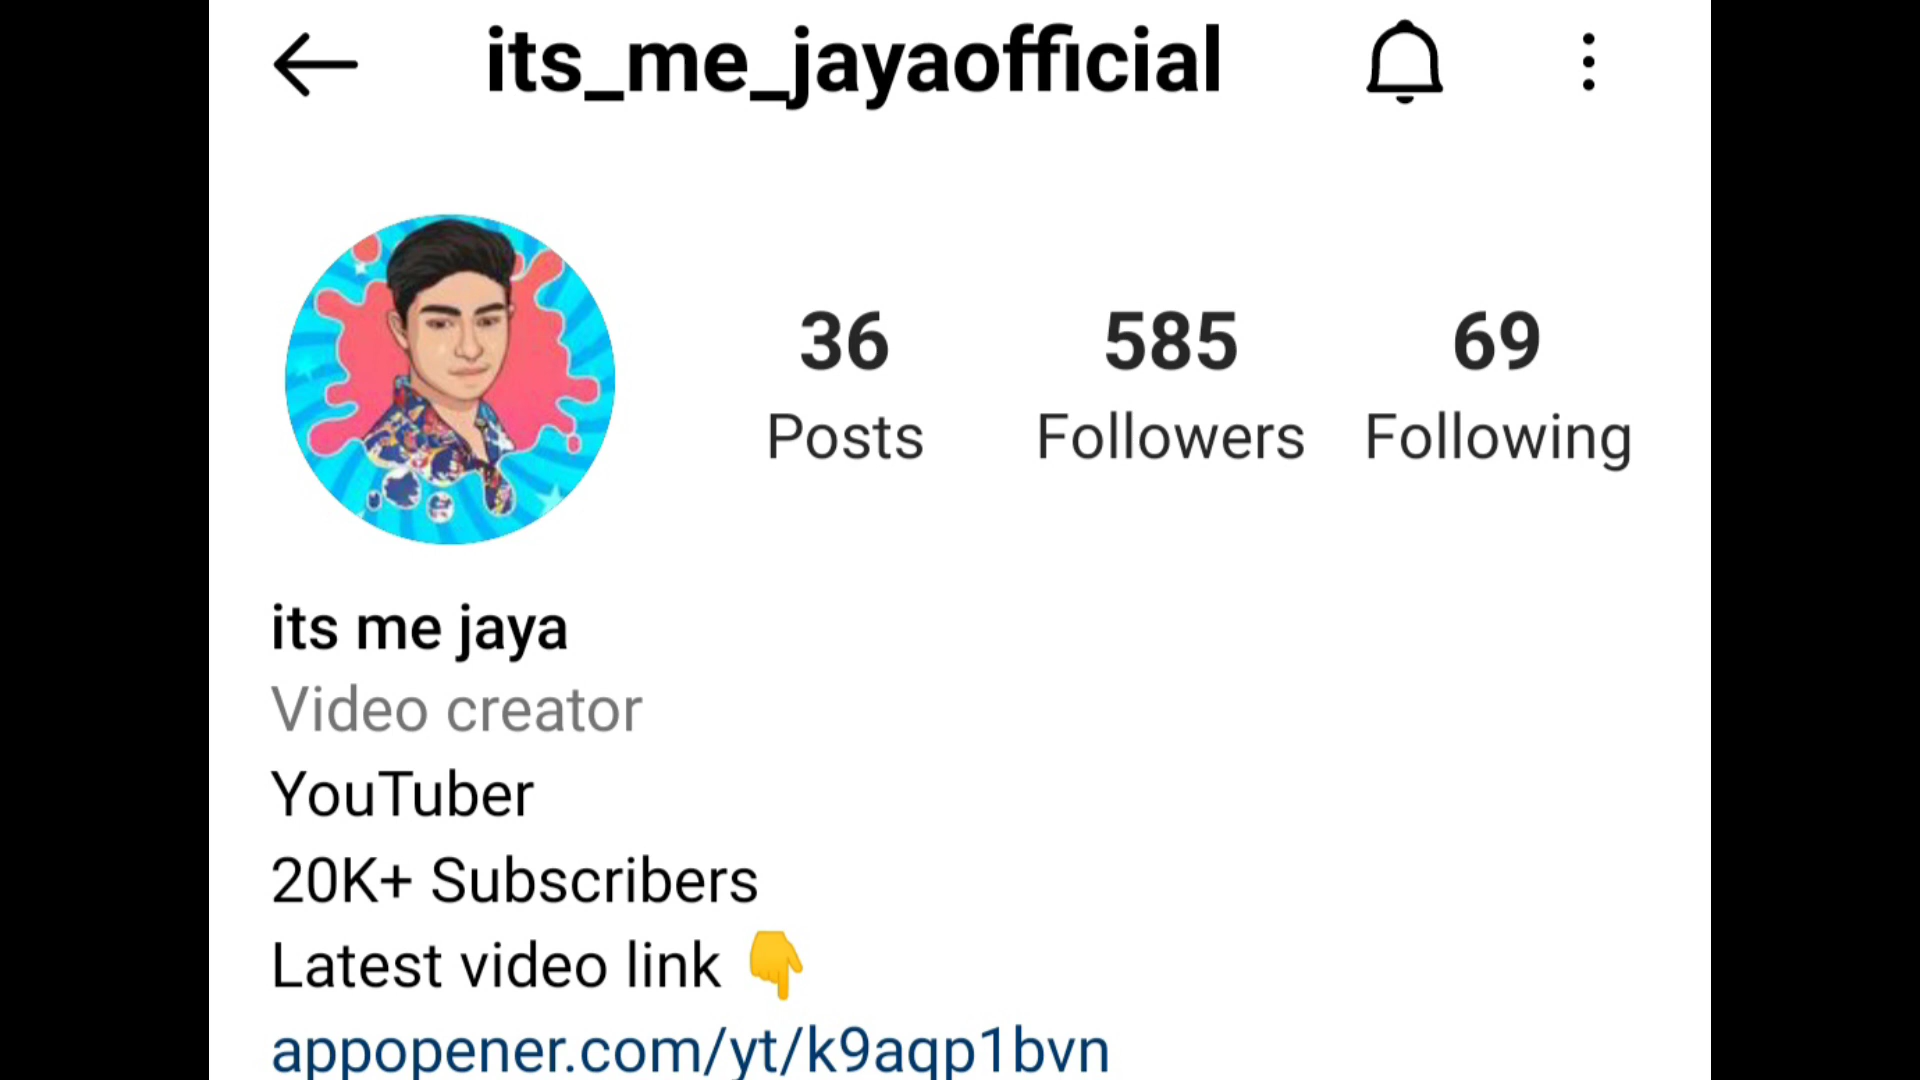 its_me_jayaofficial
36 585 69
Posts Followers Following
its me jaya
Video creator
YouTuber
20K+ Subscribers
Latest video link 👇
appopener.com/yt/k9aqp1bvn